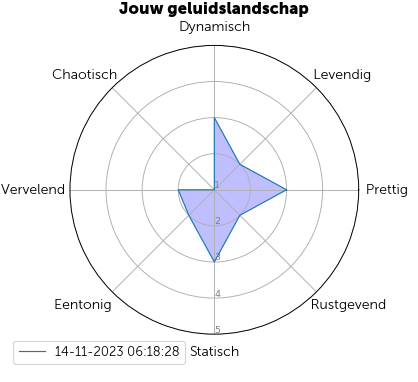 Jouw geluidslandschap
Dynamisch
Chaotisch
Levendig
1
Vervelend
Prettig
2
3
4
Eentonig
Rustgevend
5
14-11-2023 06:18:28
Statisch